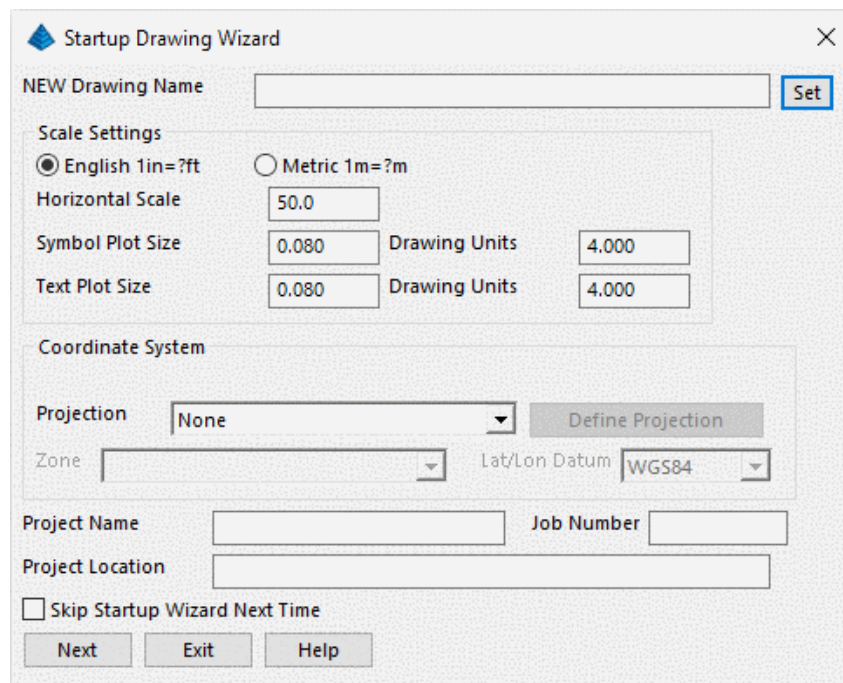 Startup Drawing Wizard
NEW Drawing Name Set
Scale Settings
English 1in=?ft Metric 1m=?m
Horizontal Scale 50.0
Symbol Plot Size 0.080 Drawing Units 4.000
Text Plot Size 0.080 Drawing Units 4.000
Coordinate System
Projection None Define Projection
Zone Lat/Lon Datum WGS84
Project Name Job Number
Project Location
Skip Startup Wizard Next Time
Next Exit Help